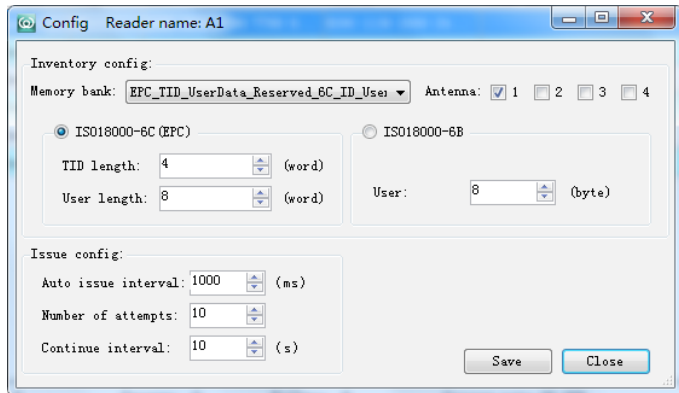 Config Reader name: A1
Inventory config:
Memory bank: EPC_TID_UserData_Reserved_6C_ID_User Antenna: 1 2 3 4
ISO18000-6C(EPC) ISO18000-6B
TID length: 4 (word)
User length: 8 (word) User: 8 (byte)
Issue config:
Auto issue interval: 1000 (ms)
Number of attempts: 10
Continue interval: 10 (s)
Save Close